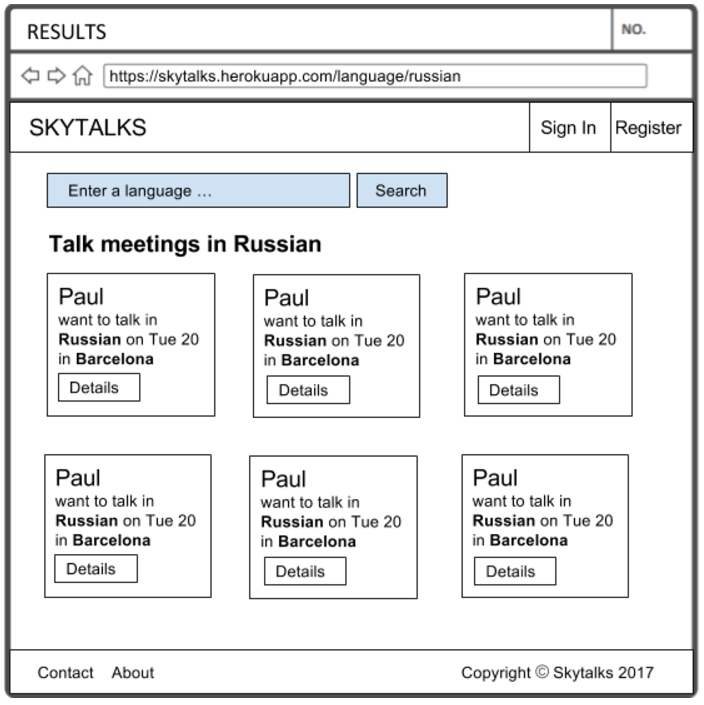 RESULTS
NO.
https://skytalks.herokuapp.com/language/russian
SKYTALKS
Sign In
Register
Enter a language ...
Search
Talk meetings in Russian
Paul
want to talk in
Russian on Tue 20
in Barcelona
Details
Paul
want to talk in
Russian on Tue 20
in Barcelona
Details
Paul
want to talk in
Russian on Tue 20
in Barcelona
Details
Paul
want to talk in
Russian on Tue 20
in Barcelona
Details
Paul
want to talk in
Russian on Tue 20
in Barcelona
Details
Paul
want to talk in
Russian on Tue 20
in Barcelona
Details
Contact About
Copyright © Skytalks 2017